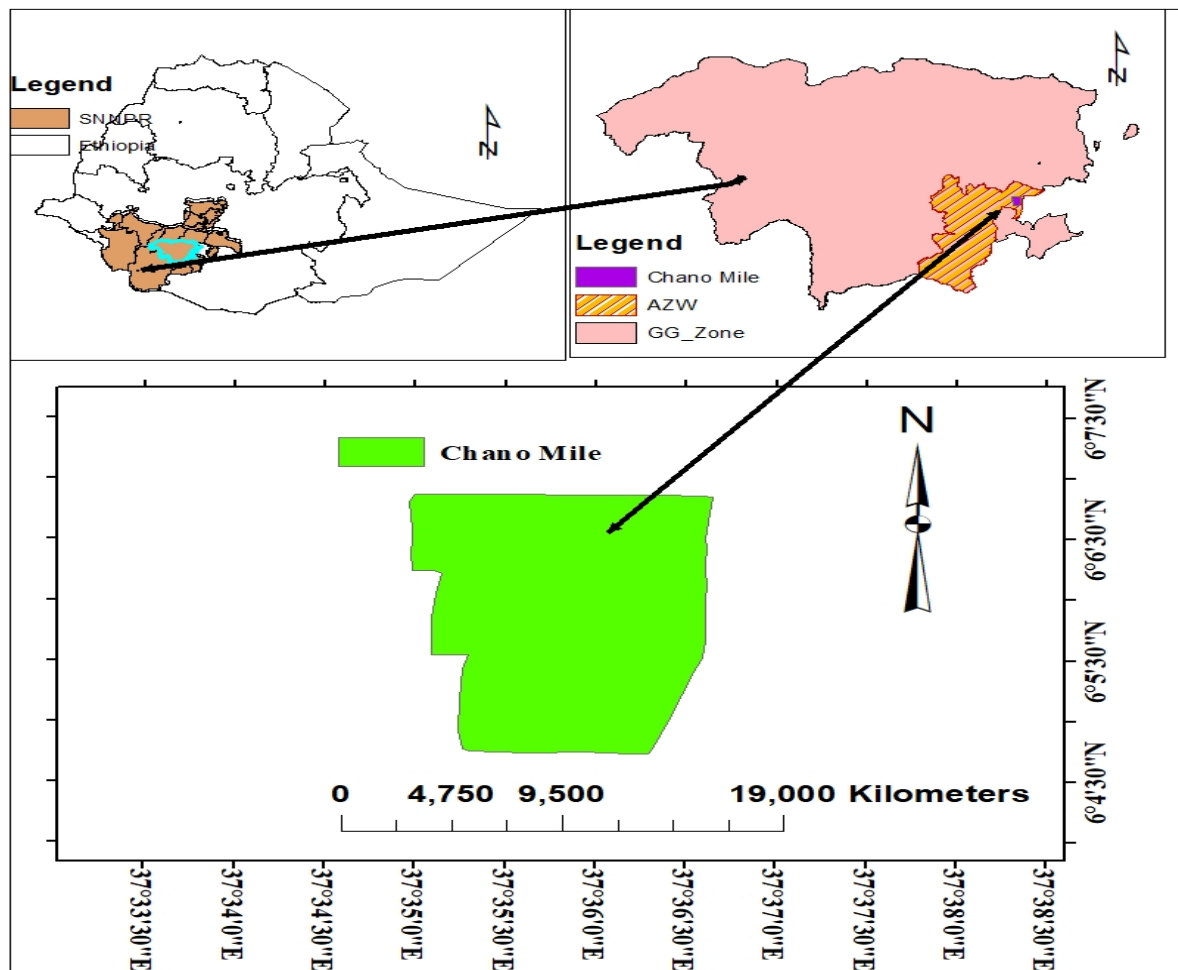 Legend
SNNPR
Ethiopia
N
N
Legend
Chano Mile
AZW
GG_Zone
Chano Mile
N
6°7'30"N
6°6'30"N
6°5'30"N
6°4'30"N
0 4,750 9,500 19,000 Kilometers
37°33'30"E
37°34'0"E
37°34'30"E
37°35'0"E
37°35'30"E
37°36'0"E
37°36'30"E
37°37'0"E
37°37'30"E
37°38'0"E
37°38'30"E